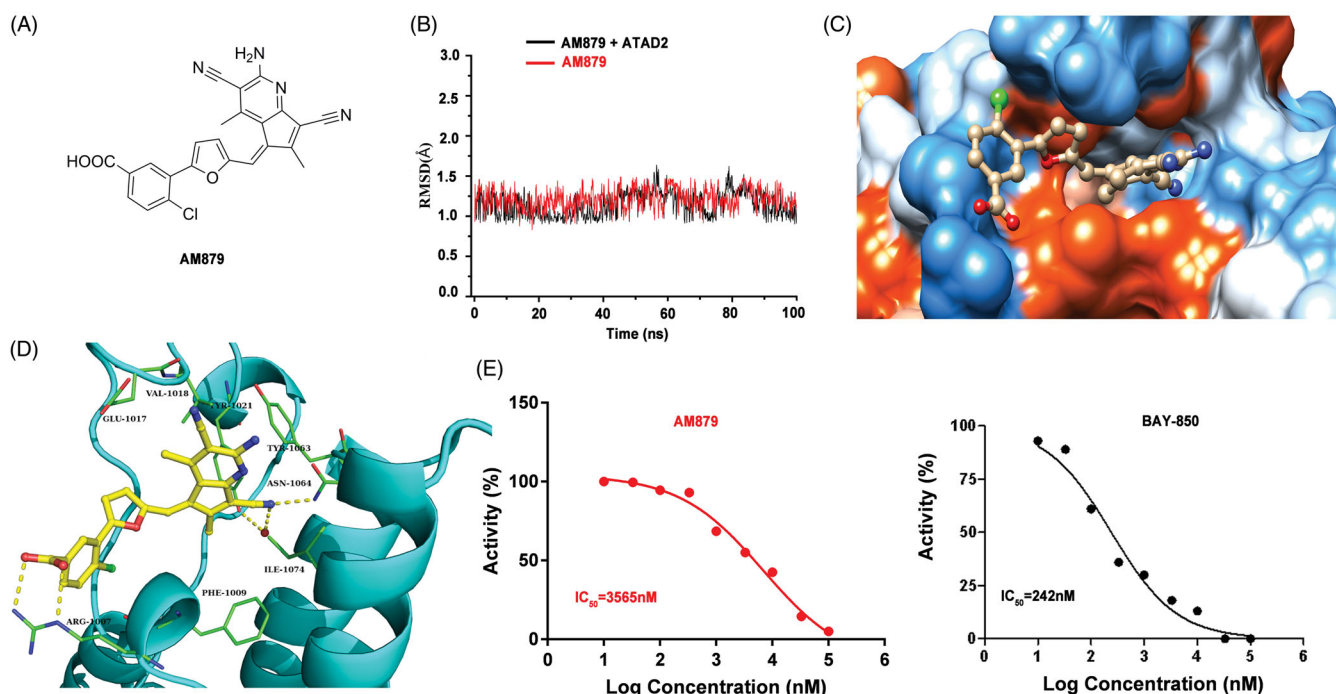 (A)
H₂N
CN
N
CN
HOOC
O
Cl
AM879
(B)
AM879 + ATAD2
AM879
RMSD(Å)
3.0
2.5
2.0
1.5
1.0
0.5
0.0
0
20
40
60
80
100
Time (ns)
(C)
(D)
VAL-1018
GLU-1017
TYR-1021
TYR-1063
ASN-1064
ILE-1074
PHE-1009
ARG-1007
(E)
AM879
Activity (%)
150
100
50
0
IC₅₀=3565nM
0
1
2
3
4
5
6
Log Concentration (nM)
BAY-850
Activity (%)
100
75
50
25
0
IC₅₀=242nM
0
1
2
3
4
5
6
Log Concentration (nM)